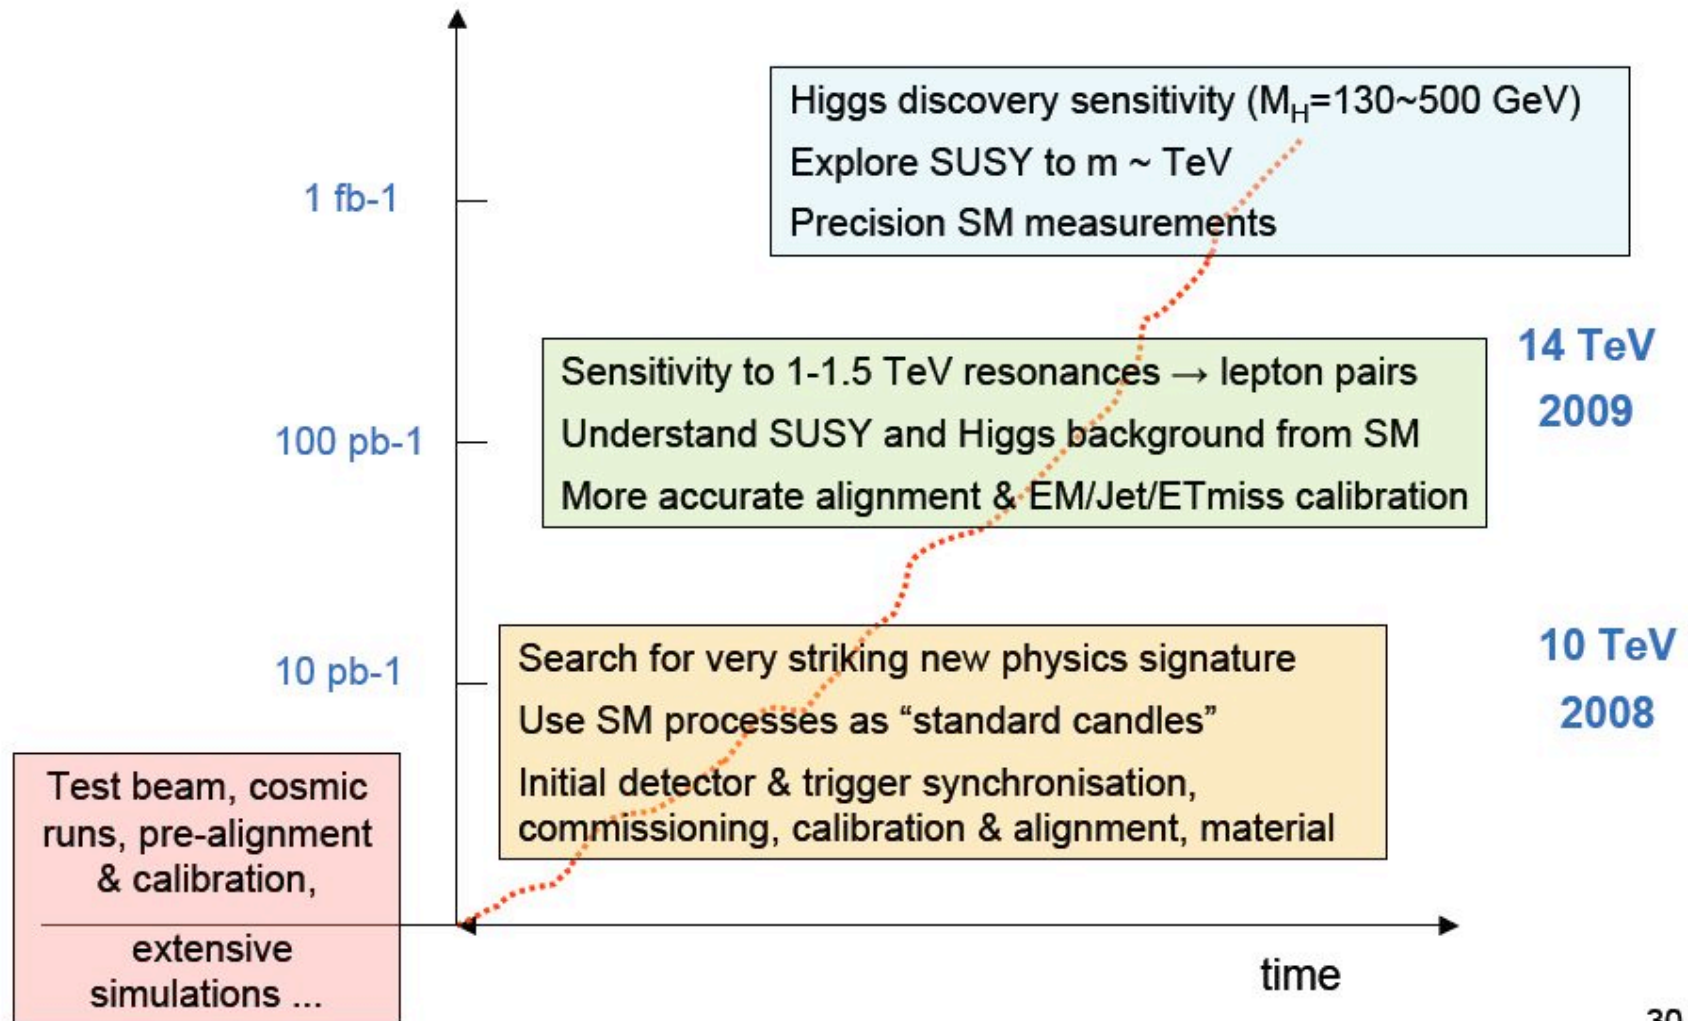 Higgs discovery sensitivity (MH=130~500 GeV)
Explore SUSY to m ~ TeV
Precision SM measurements
1 fb-1
14 TeV
2009
Sensitivity to 1-1.5 TeV resonances → lepton pairs
Understand SUSY and Higgs background from SM
More accurate alignment & EM/Jet/ETmiss calibration
100 pb-1
10 TeV
2008
Search for very striking new physics signature
Use SM processes as “standard candles”
Initial detector & trigger synchronisation,
commissioning, calibration & alignment, material
10 pb-1
Test beam, cosmic
runs, pre-alignment
& calibration,
extensive
simulations ...
time
30